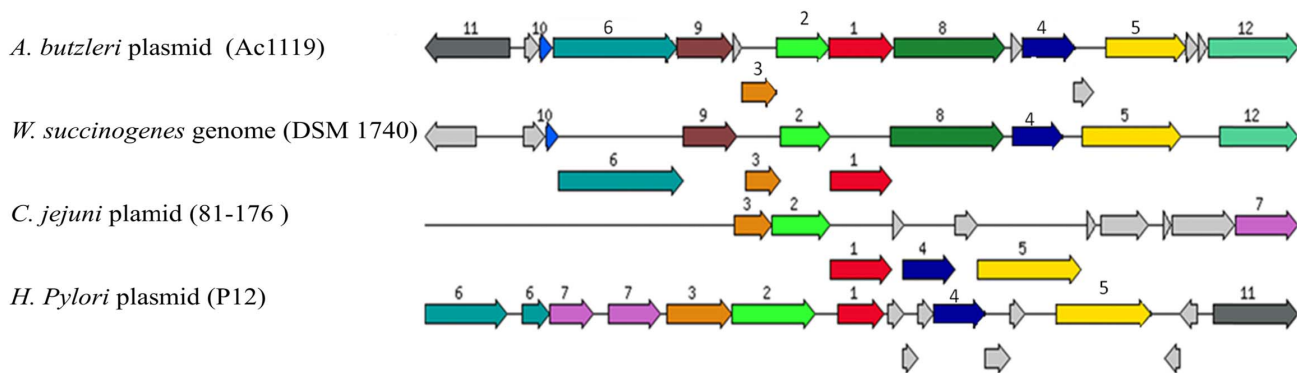 11 10 6 9 2 1 8 4 5 12
A. butzleri plasmid (Ac1119)
3
10 9 2 8 4 5 12
W. succinogenes genome (DSM 1740)
6 3 1
3 2 7
C. jejuni plamid (81-176 )
1 4 5
6 6 7 7 3 2 1 4 5 11
H. Pylori plasmid (P12)